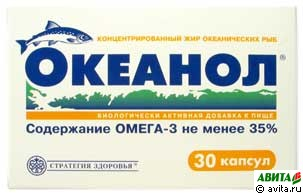 КОНЦЕНТРИРОВАННЫЙ ЖИР ОКЕАНИЧЕСКИХ РЫБ
ОКЕАНОЛ®
БИОЛОГИЧЕСКИ АКТИВНАЯ ДОБАВКА К ПИЩЕ
Содержание ОМЕГА-3 не менее 35%
СТРАТЕГИЯ ЗДОРОВЬЯ®
30 капсул
АВИТА
© avita.ru